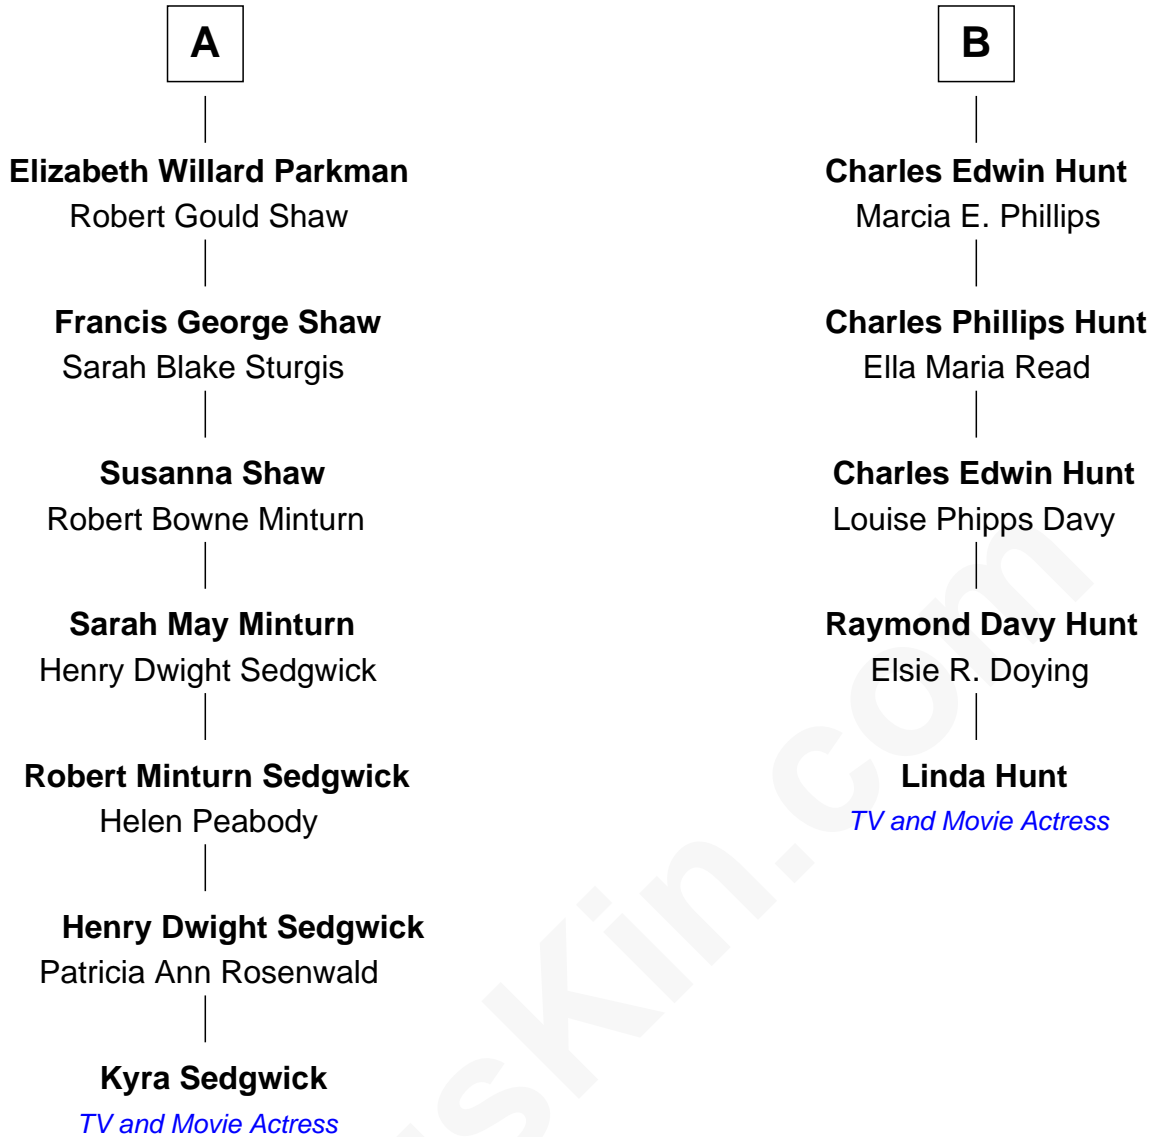 A
Elizabeth Willard Parkman
Robert Gould Shaw
Francis George Shaw
Sarah Blake Sturgis
Susanna Shaw
Robert Bowne Minturn
Sarah May Minturn
Henry Dwight Sedgwick
Robert Minturn Sedgwick
Helen Peabody
Henry Dwight Sedgwick
Patricia Ann Rosenwald
Kyra Sedgwick
TV and Movie Actress
B
Charles Edwin Hunt
Marcia E. Phillips
Charles Phillips Hunt
Ella Maria Read
Charles Edwin Hunt
Louise Phipps Davy
Raymond Davy Hunt
Elsie R. Doying
Linda Hunt
TV and Movie Actress
sKin.com